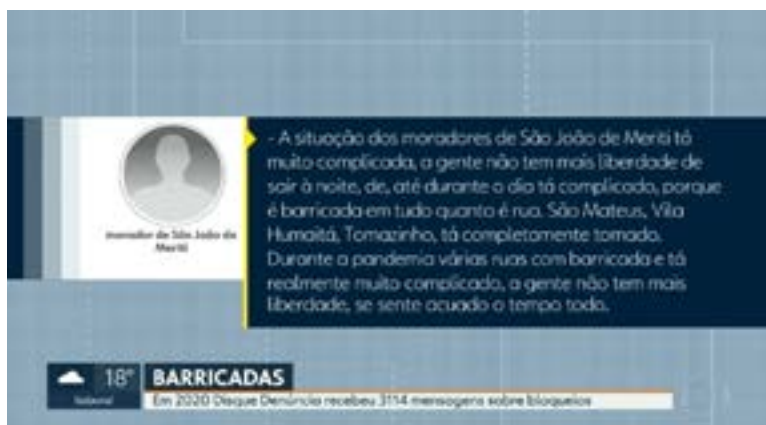 - A situação dos moradores de São João de Meriti tá
muito complicada, a gente não tem mais liberdade de
sair à noite, de, até durante o dia tá complicado, porque
é barricada em tudo quanto é rua. São Mateus, Vila
Humaitá, Tomazinho, tá completamente tomado.
Durante a pandemia várias ruas com barricada e tá
realmente muito complicado, a gente não tem mais
liberdade, se sente acuado o tempo todo.
morador de São João de
Meriti
18° BARRICADAS
Em 2020 Disque Denúncia recebeu 3114 mensagens sobre bloqueios